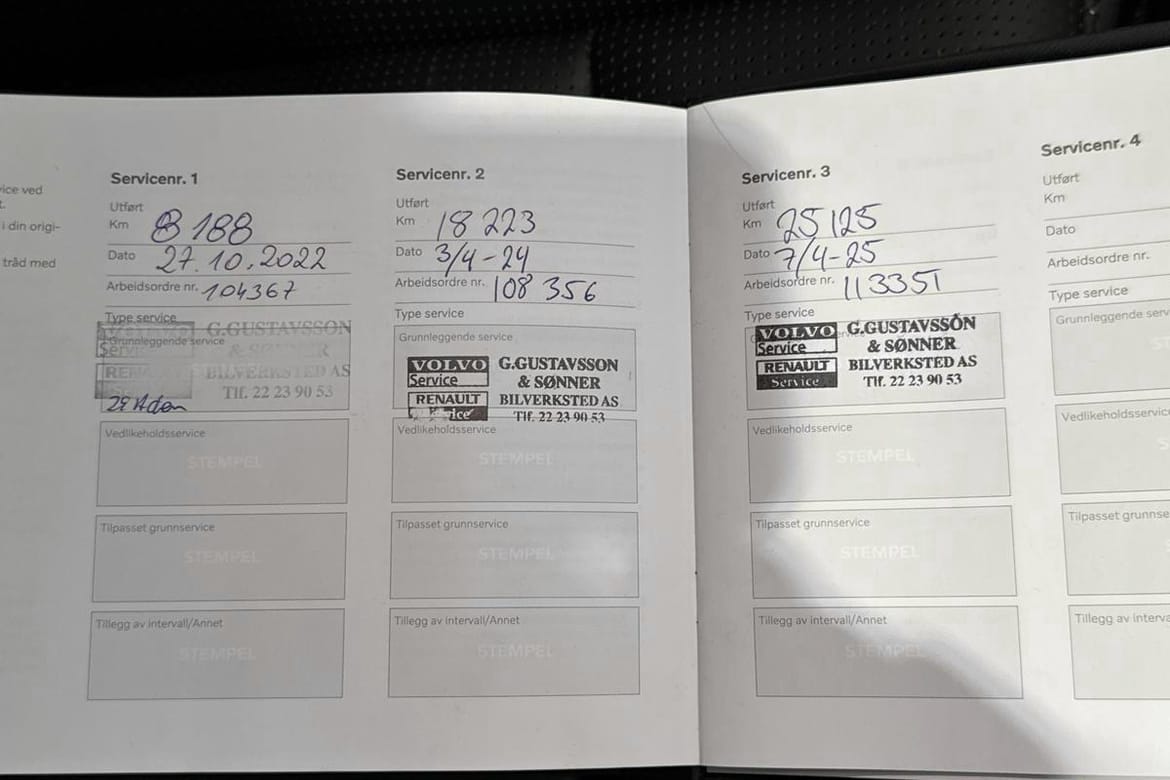 ice ved
t.
i din origi-
tråd med
Servicenr. 1
Utført
Km 8 188
Dato 27.10.2022
Arbeidsordre nr. 104367
Type service
Grunnleggende service
Service
G.GUSTAVSSON
& SØNNER
BILVERKSTED AS
Tlf. 22 23 90 53
Vedlikeholdsservice
STEMPEL
Tilpasset grunnservice
STEMPEL
Tillegg av intervall/Annet
STEMPEL
Servicenr. 2
Utført
Km 18 223
Dato 3/4-24
Arbeidsordre nr. 108 356
Type service
Grunnleggende service
VOLVO
Service
RENAULT
G.GUSTAVSSON
& SØNNER
BILVERKSTED AS
Tlf. 22 23 90 53
Vedlikeholdsservice
STEMPEL
Tilpasset grunnservice
STEMPEL
Tillegg av intervall/Annet
STEMPEL
Servicenr. 3
Utført
Km 25 125
Dato 7/4-25
Arbeidsordre nr.
Type service
VOLVO
Service
RENAULT
Service
G.GUSTAVSSON
& SØNNER
BILVERKSTED AS
Tlf. 22 23 90 53
Vedlikeholdsservice
STEMPEL
Tilpasset grunnservice
STEMPEL
Tillegg av intervall/Annet
STEMPEL
Servicenr. 4
Utført
Km
Dato
Arbeidsordre nr.
Type service
Grunnleggende serv
Vedlikeholdsservic
Tilpasset grunnse
Tillegg av interva